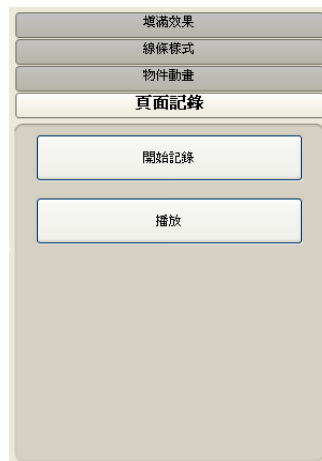 填滿效果
線條樣式
物件動畫
頁面記錄
開始記錄
播放